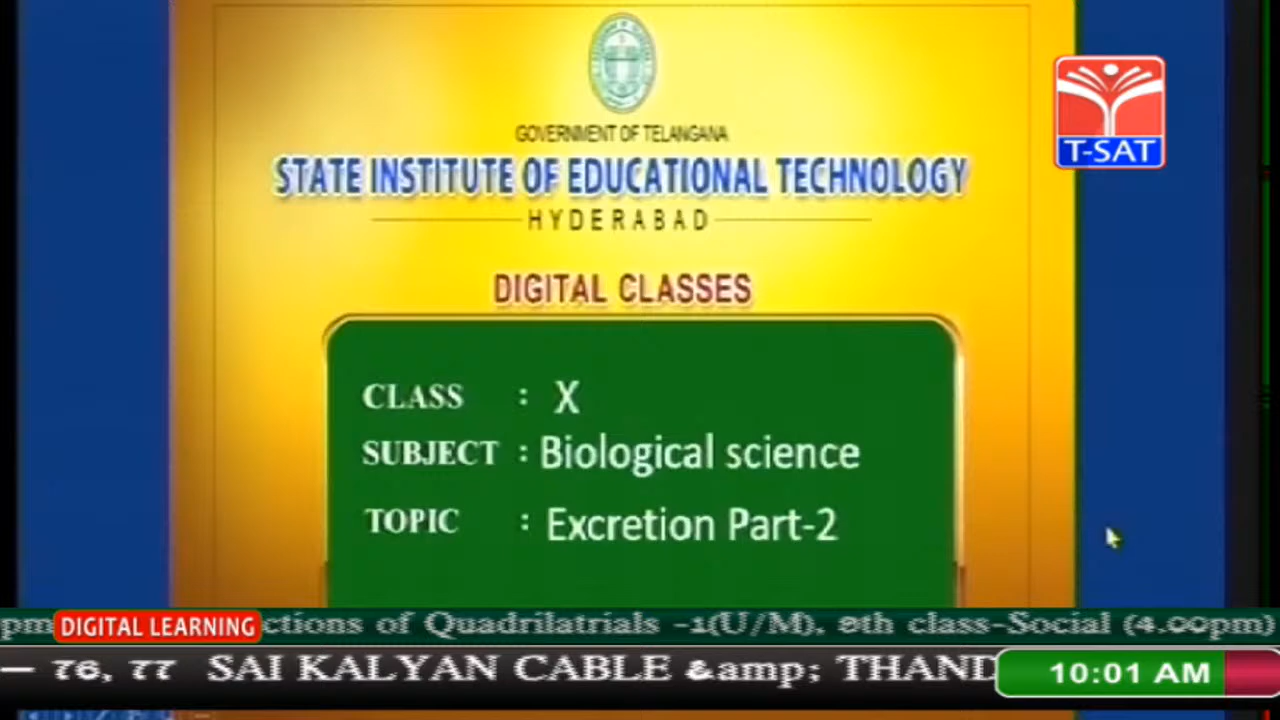 GOVERNMENT OF TELANGANA
STATE INSTITUTE OF EDUCATIONAL TECHNOLOGY
HYDERABAD
T-SAT
DIGITAL CLASSES
CLASS : X
SUBJECT : Biological science
TOPIC : Excretion Part-2
pm DIGITAL LEARNING ctions of Quadrilatrials -1(U/M), 9th class-Social (4.00pm)
— 76, 77 SAI KALYAN CABLE &amp; THAND 10:01 AM